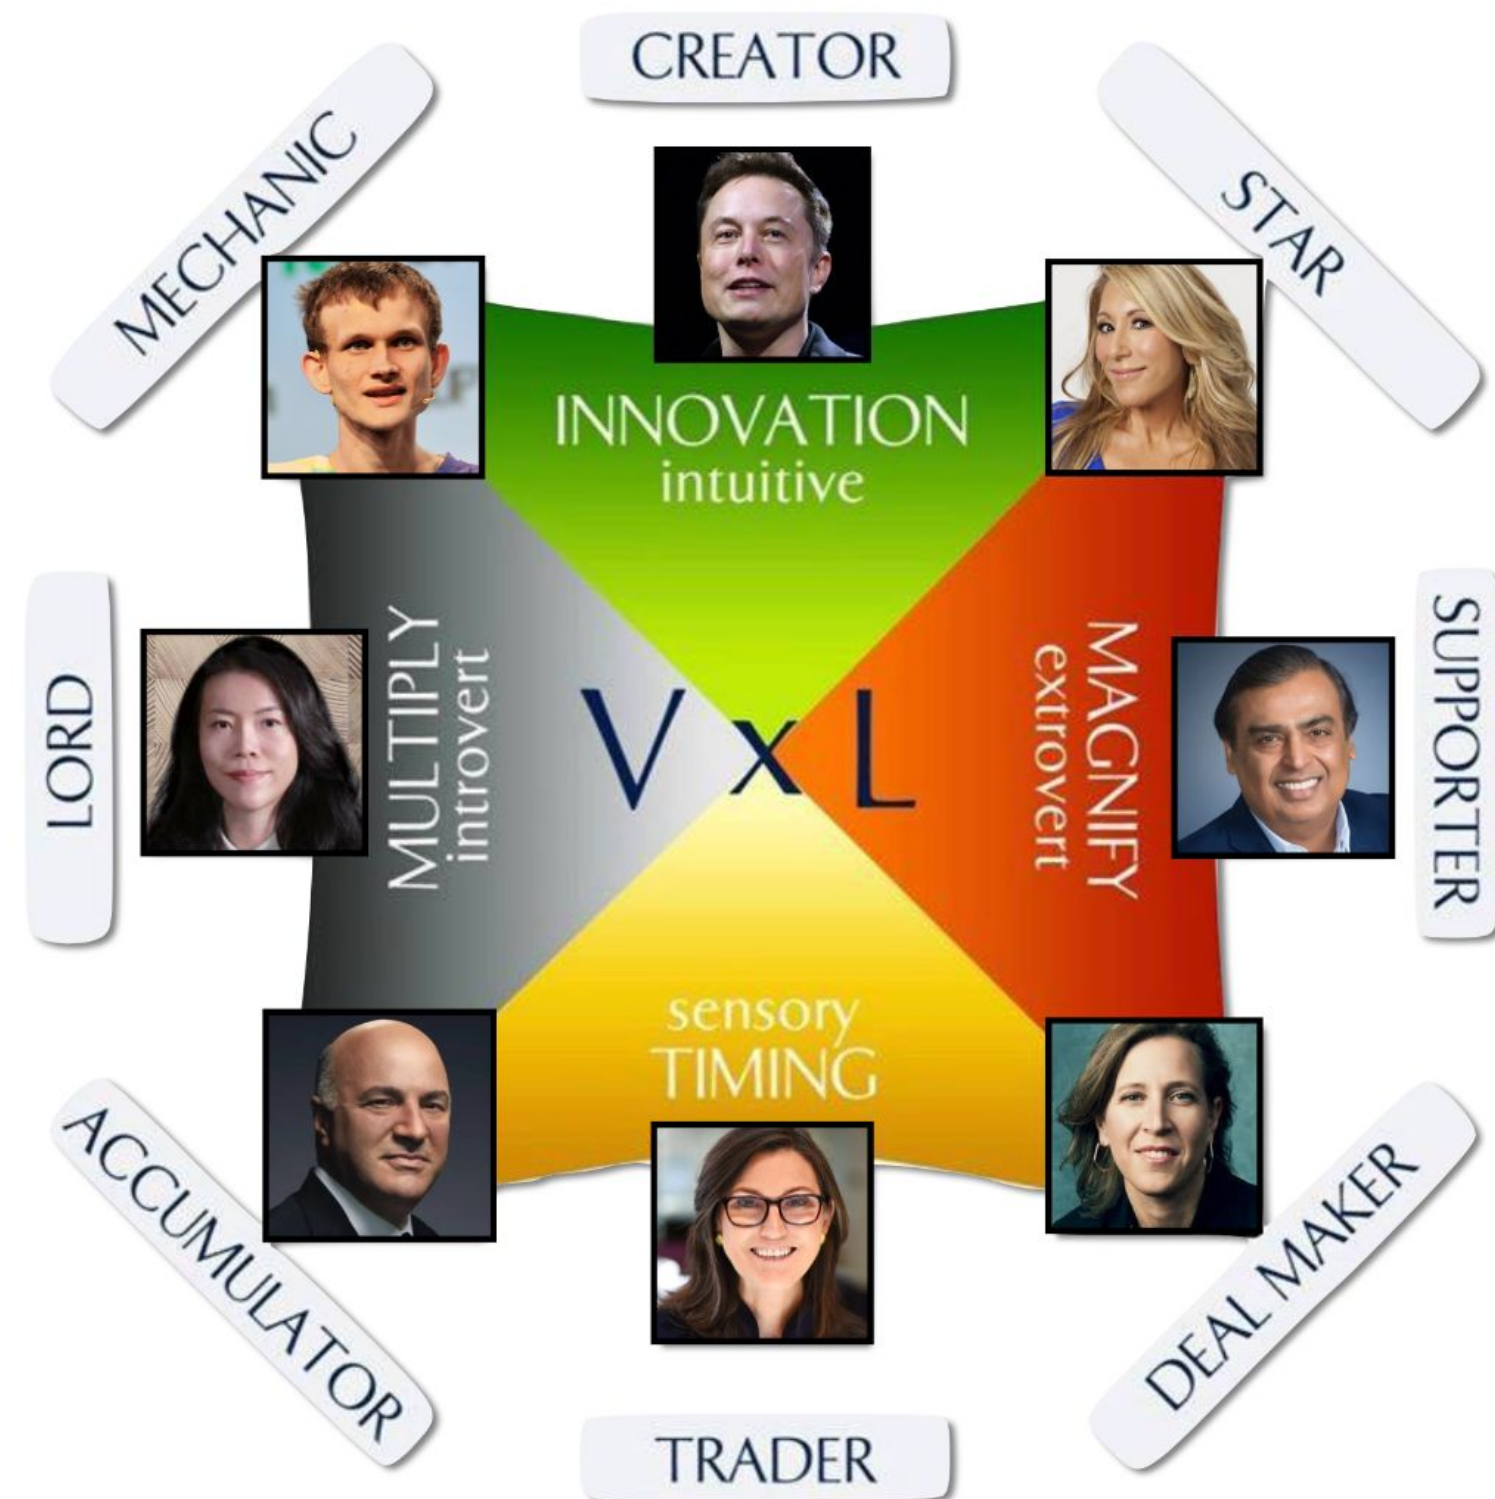 CREATOR
MECHANIC
STAR
INNOVATION
intuitive
LORD
MULTIPLY
introvert
V x L
MAGNIFY
extrovert
SUPPORTER
sensory
TIMING
ACCUMULATOR
DEAL MAKER
TRADER